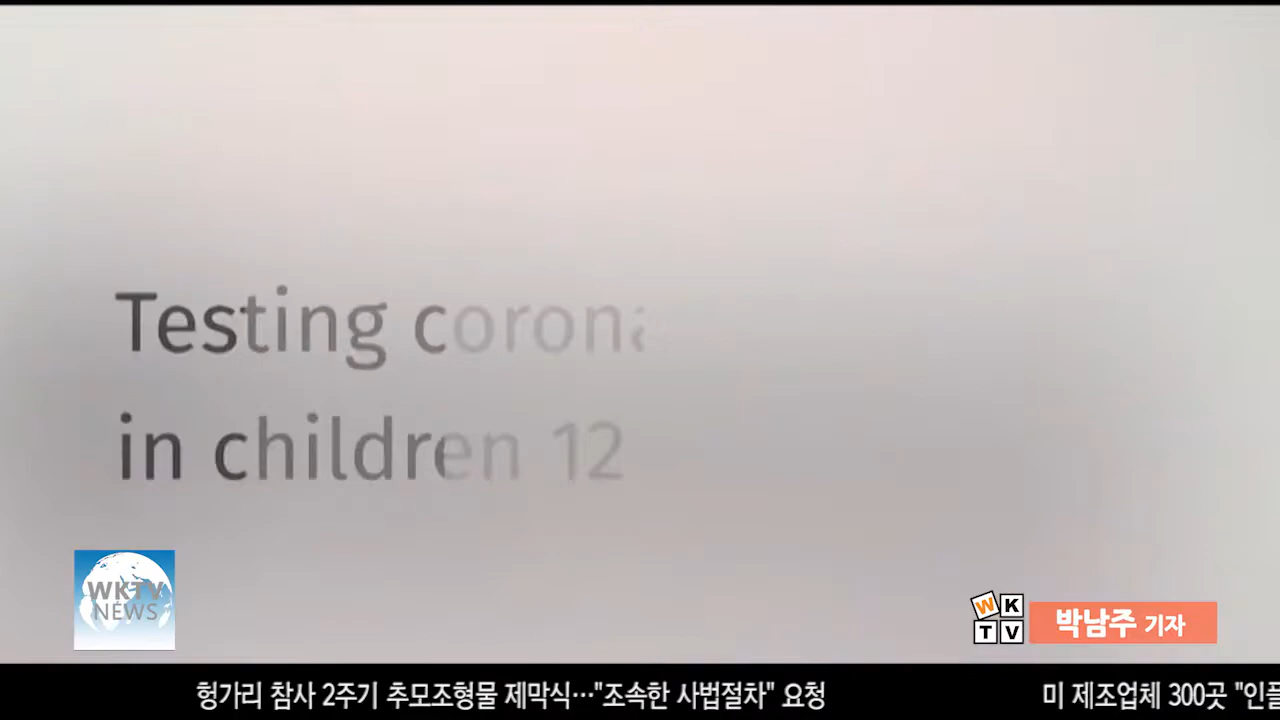 Testing corona
in children 12
WKTV
NEWS
W K
T V
박남주 기자
헝가리 참사 2주기 추모조형물 제막식…"조속한 사법절차" 요청
미 제조업체 300곳 "인플